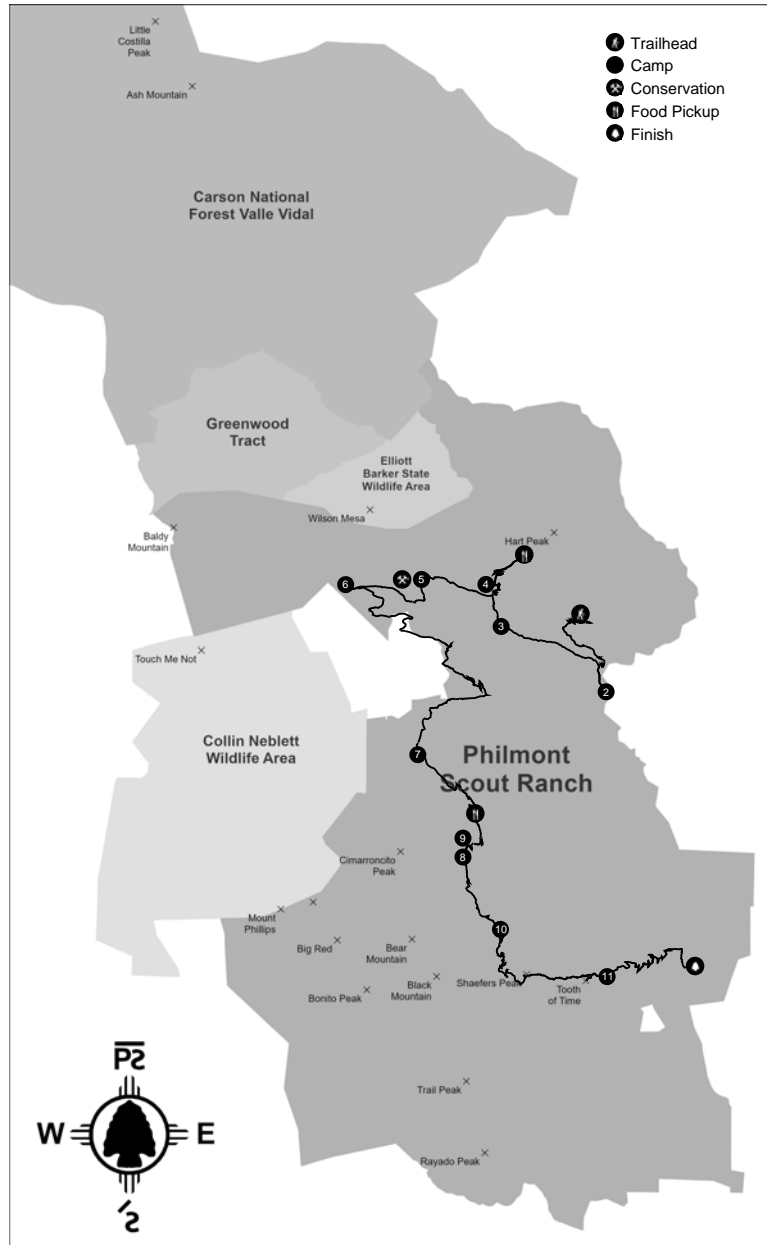 Little
Costilla
Peak
Ash Mountain
Trailhead
Camp
Conservation
Food Pickup
Finish
Carson National
Forest Valle Vidal
Greenwood
Tract
Elliott
Barker State
Wildlife Area
Wilson Mesa
Baldy
Mountain
Hart Peak
6
5
4
3
2
Touch Me Not
Collin Neblett
Wildlife Area
7
Philmont
Scout Ranch
9
8
Cimarroncito
Peak
Mount
Phillips
Big Red
Bear
Mountain
10
Bonito Peak
Black
Mountain
Shaefers Peak
11
Tooth
of Time
Trail Peak
Rayado Peak
W
E